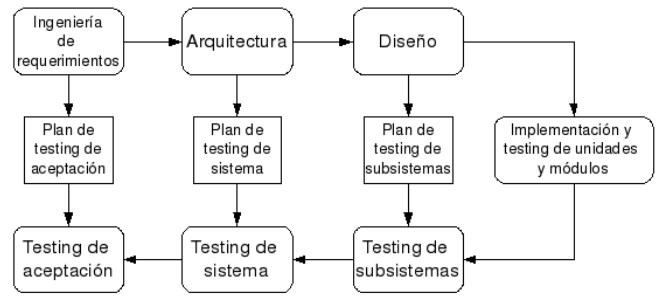 Ingeniería
de
requerimientos
Arquitectura
Diseño
Plan de
testing de
aceptación
Plan de
testing de
sistema
Plan de
testing de
subsistemas
Implementación y
testing de unidades
y módulos
Testing de
aceptación
Testing de
sistema
Testing de
subsistemas